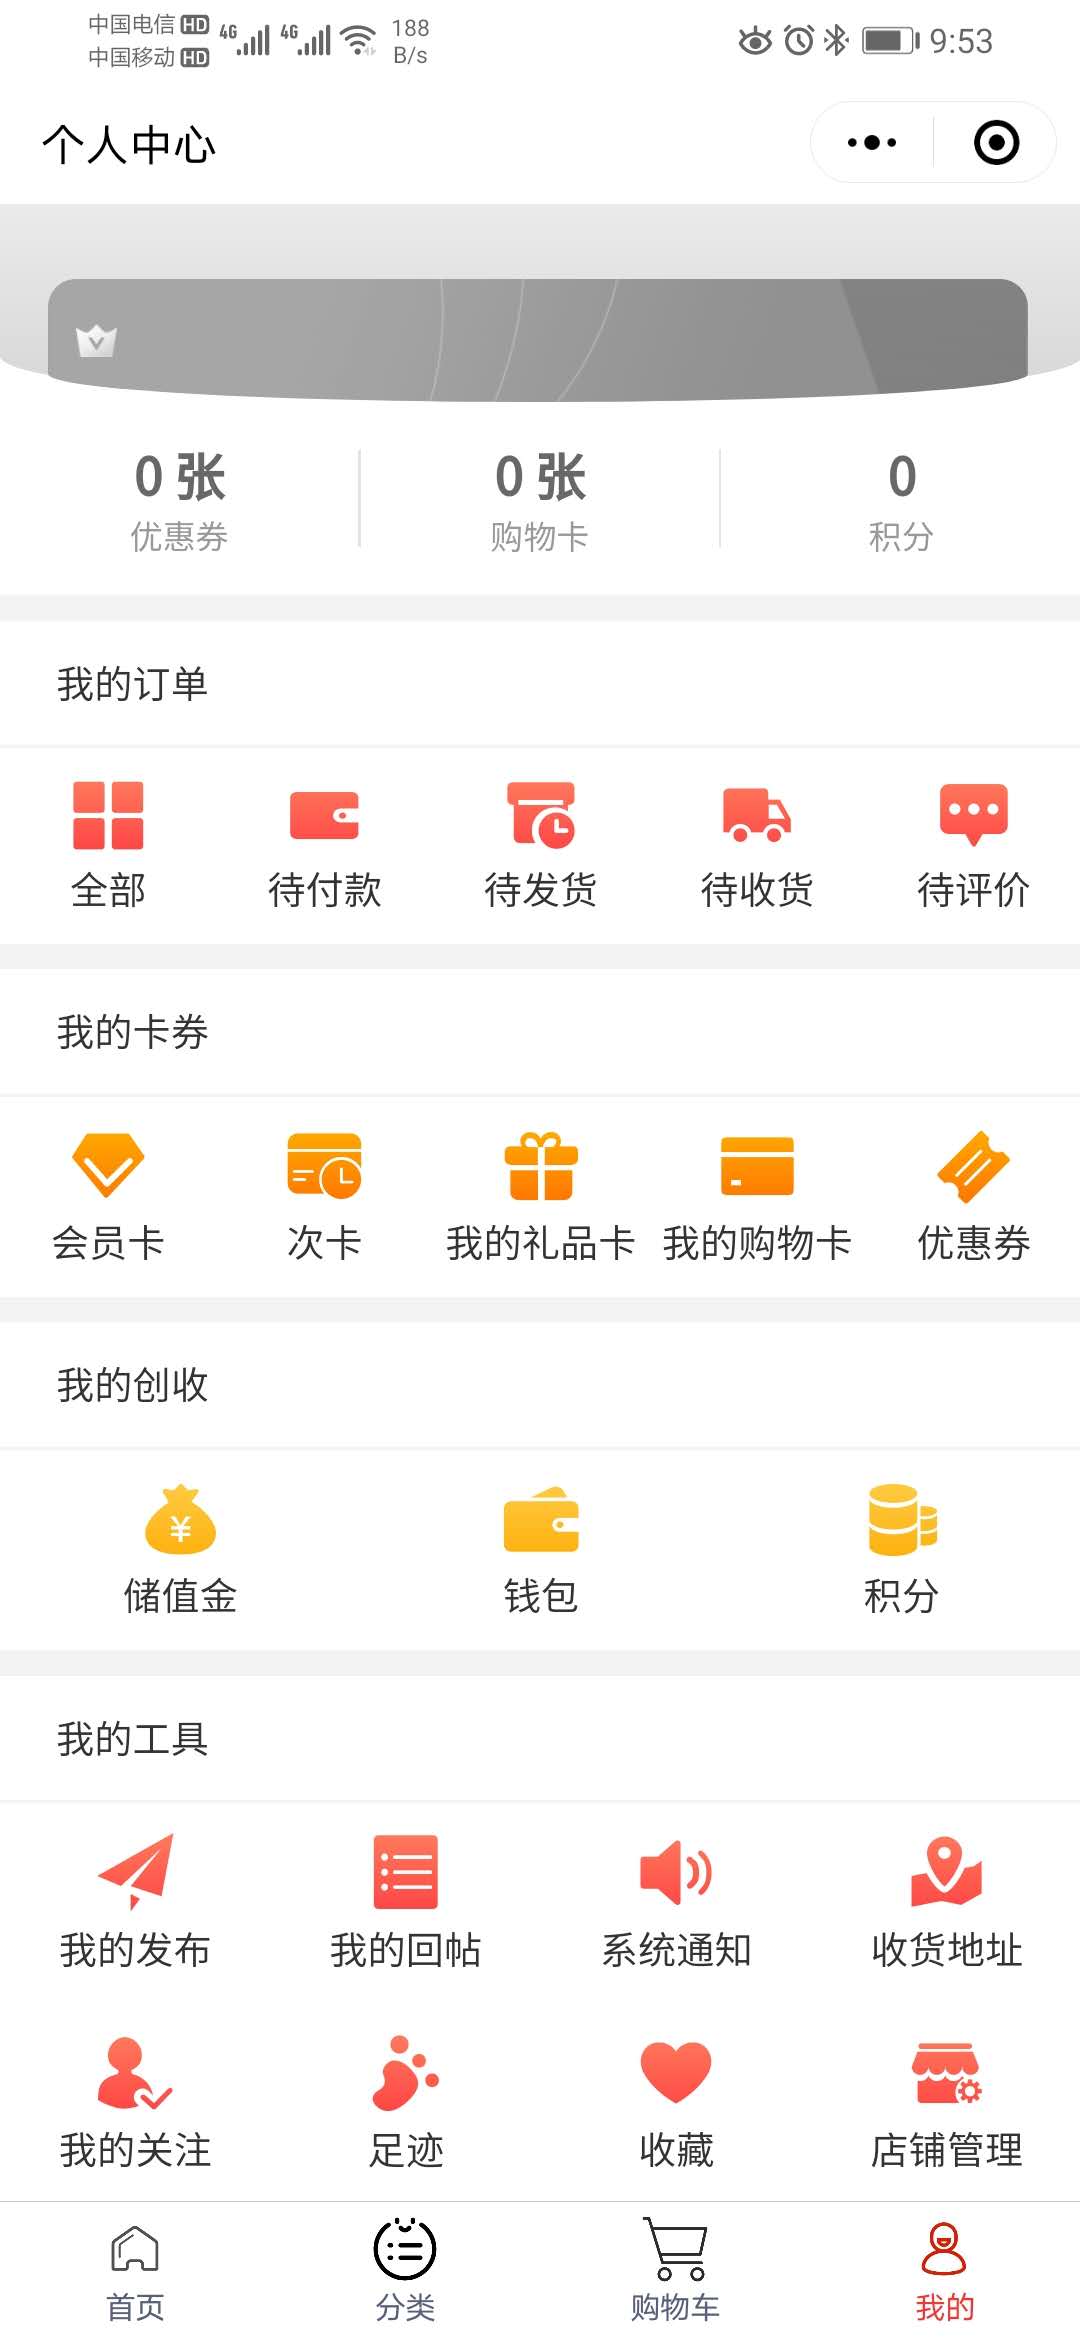 中国电信 HD 4G 4G 188 9:53
中国移动 HD B/s
个人中心
0 张 0 张 0
优惠券 购物卡 积分
我的订单
全部 待付款 待发货 待收货 待评价
我的卡券
会员卡 次卡 我的礼品卡 我的购物卡 优惠券
我的创收
¥
储值金 钱包 积分
我的工具
我的发布 我的回帖 系统通知 收货地址
我的关注 足迹 收藏 店铺管理
首页 分类 购物车 我的